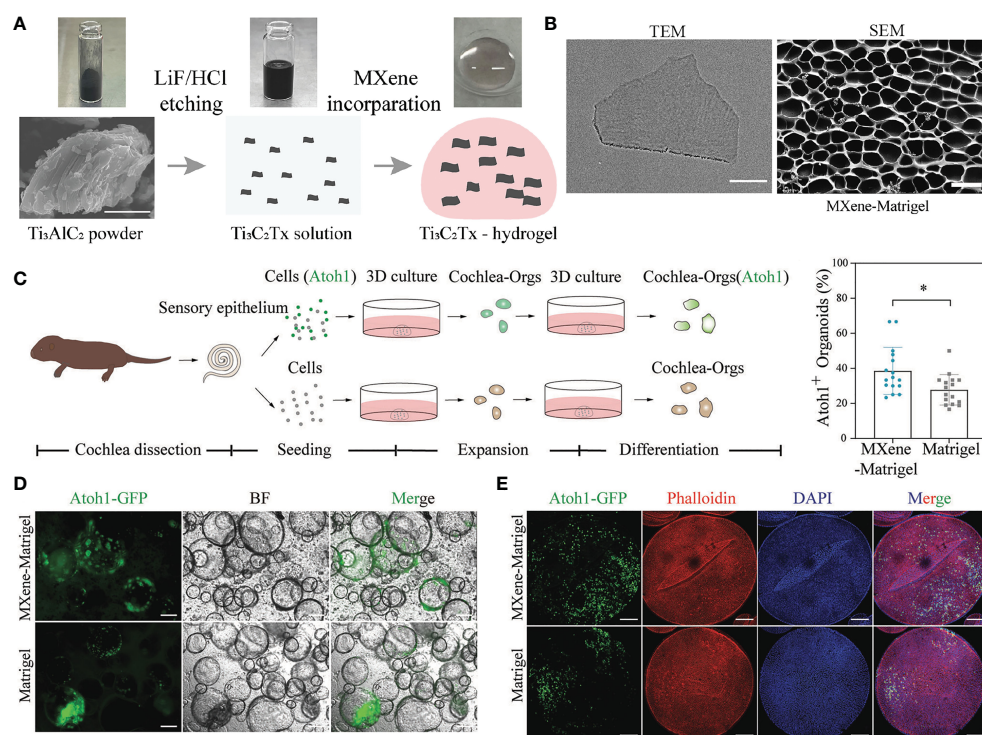 A
LiF/HCl
etching
MXene
incorparation
Ti₃AlC₂ powder
Ti₃C₂Tx solution
Ti₃C₂Tx - hydrogel
B
TEM
SEM
MXene-Matrigel
C
Cells (Atoh1)
3D culture
Cochlea-Orgs
3D culture
Cochlea-Orgs(Atoh1)
Sensory epithelium
Cells
Cochlea-Orgs
Cochlea dissection
Seeding
Expansion
Differentiation
Atoh1⁺ Organoids (%)
100
80
60
40
20
0
*
MXene
-Matrigel
Matrigel
D
Atoh1-GFP
BF
Merge
MXene-Matrigel
Matrigel
E
Atoh1-GFP
Phalloidin
DAPI
Merge
MXene-Matrigel
Matrigel